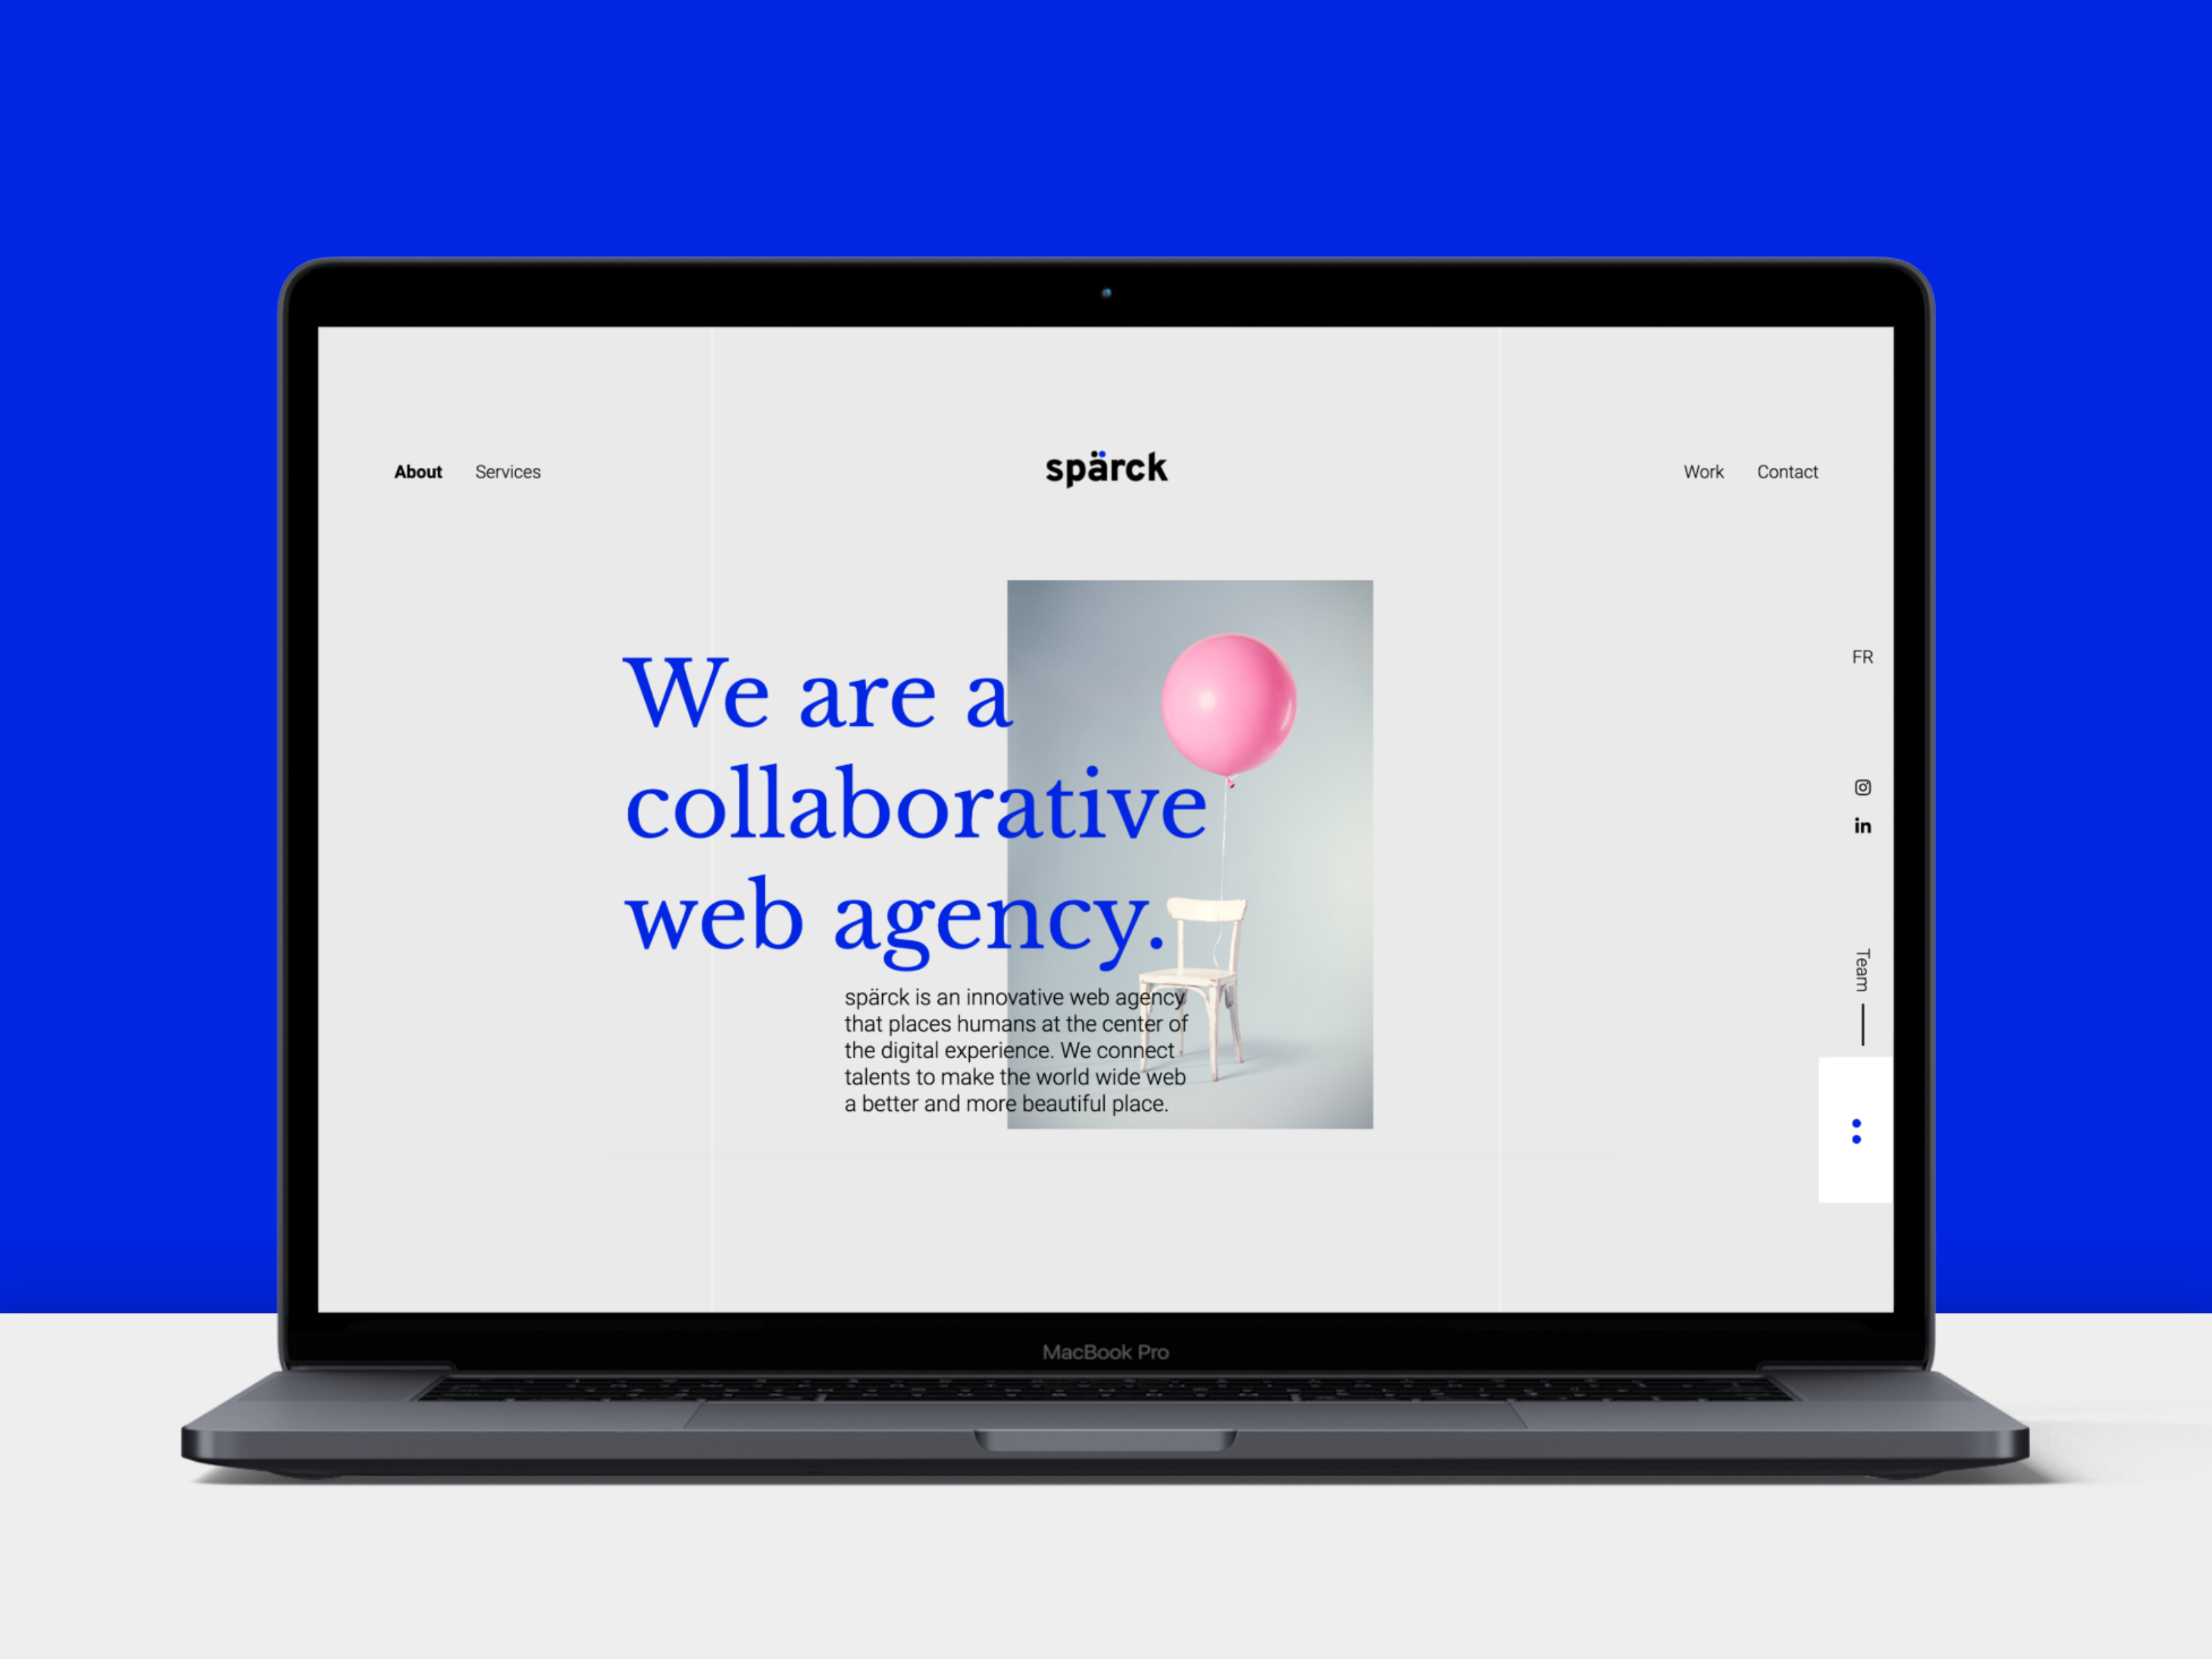 About
Services
spärck
Work
Contact
FR
We are a
collaborative
web agency.
spärck is an innovative web agency
that places humans at the center of
the digital experience. We connect
talents to make the world wide web
a better and more beautiful place.
in
Team
MacBook Pro